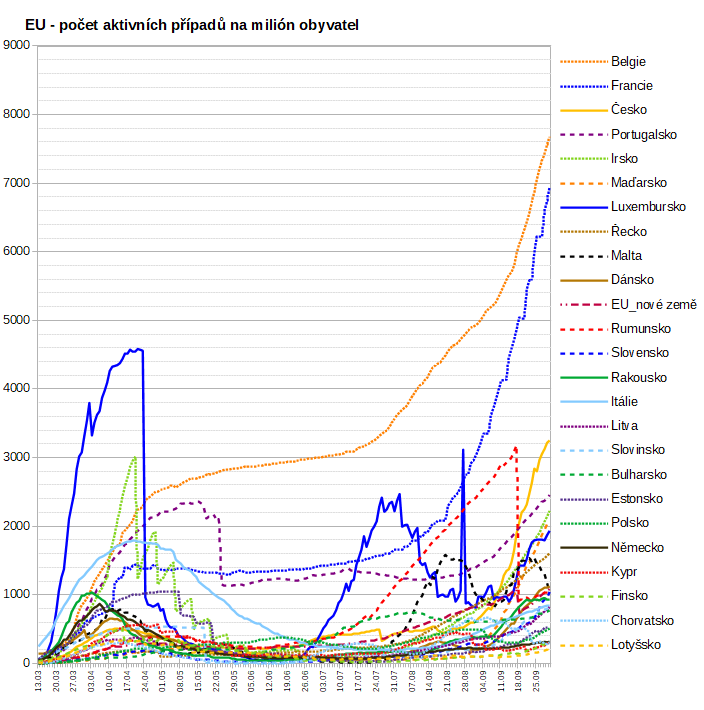 EU - počet aktivních případů na milión obyvatel
9000
8000
7000
6000
5000
4000
3000
2000
1000
0
13.03
20.03
27.03
03.04
10.04
17.04
24.04
01.05
08.05
15.05
22.05
29.05
05.06
12.06
19.06
26.06
03.07
10.07
17.07
24.07
31.07
07.08
14.08
21.08
28.08
04.09
11.09
18.09
25.09
Belgie
Francie
Česko
Portugalsko
Irsko
Maďarsko
Luxembursko
Řecko
Malta
Dánsko
EU_nové země
Rumunsko
Slovensko
Rakousko
Itálie
Litva
Slovinsko
Bulharsko
Estonsko
Polsko
Německo
Kypr
Finsko
Chorvatsko
Lotyšsko